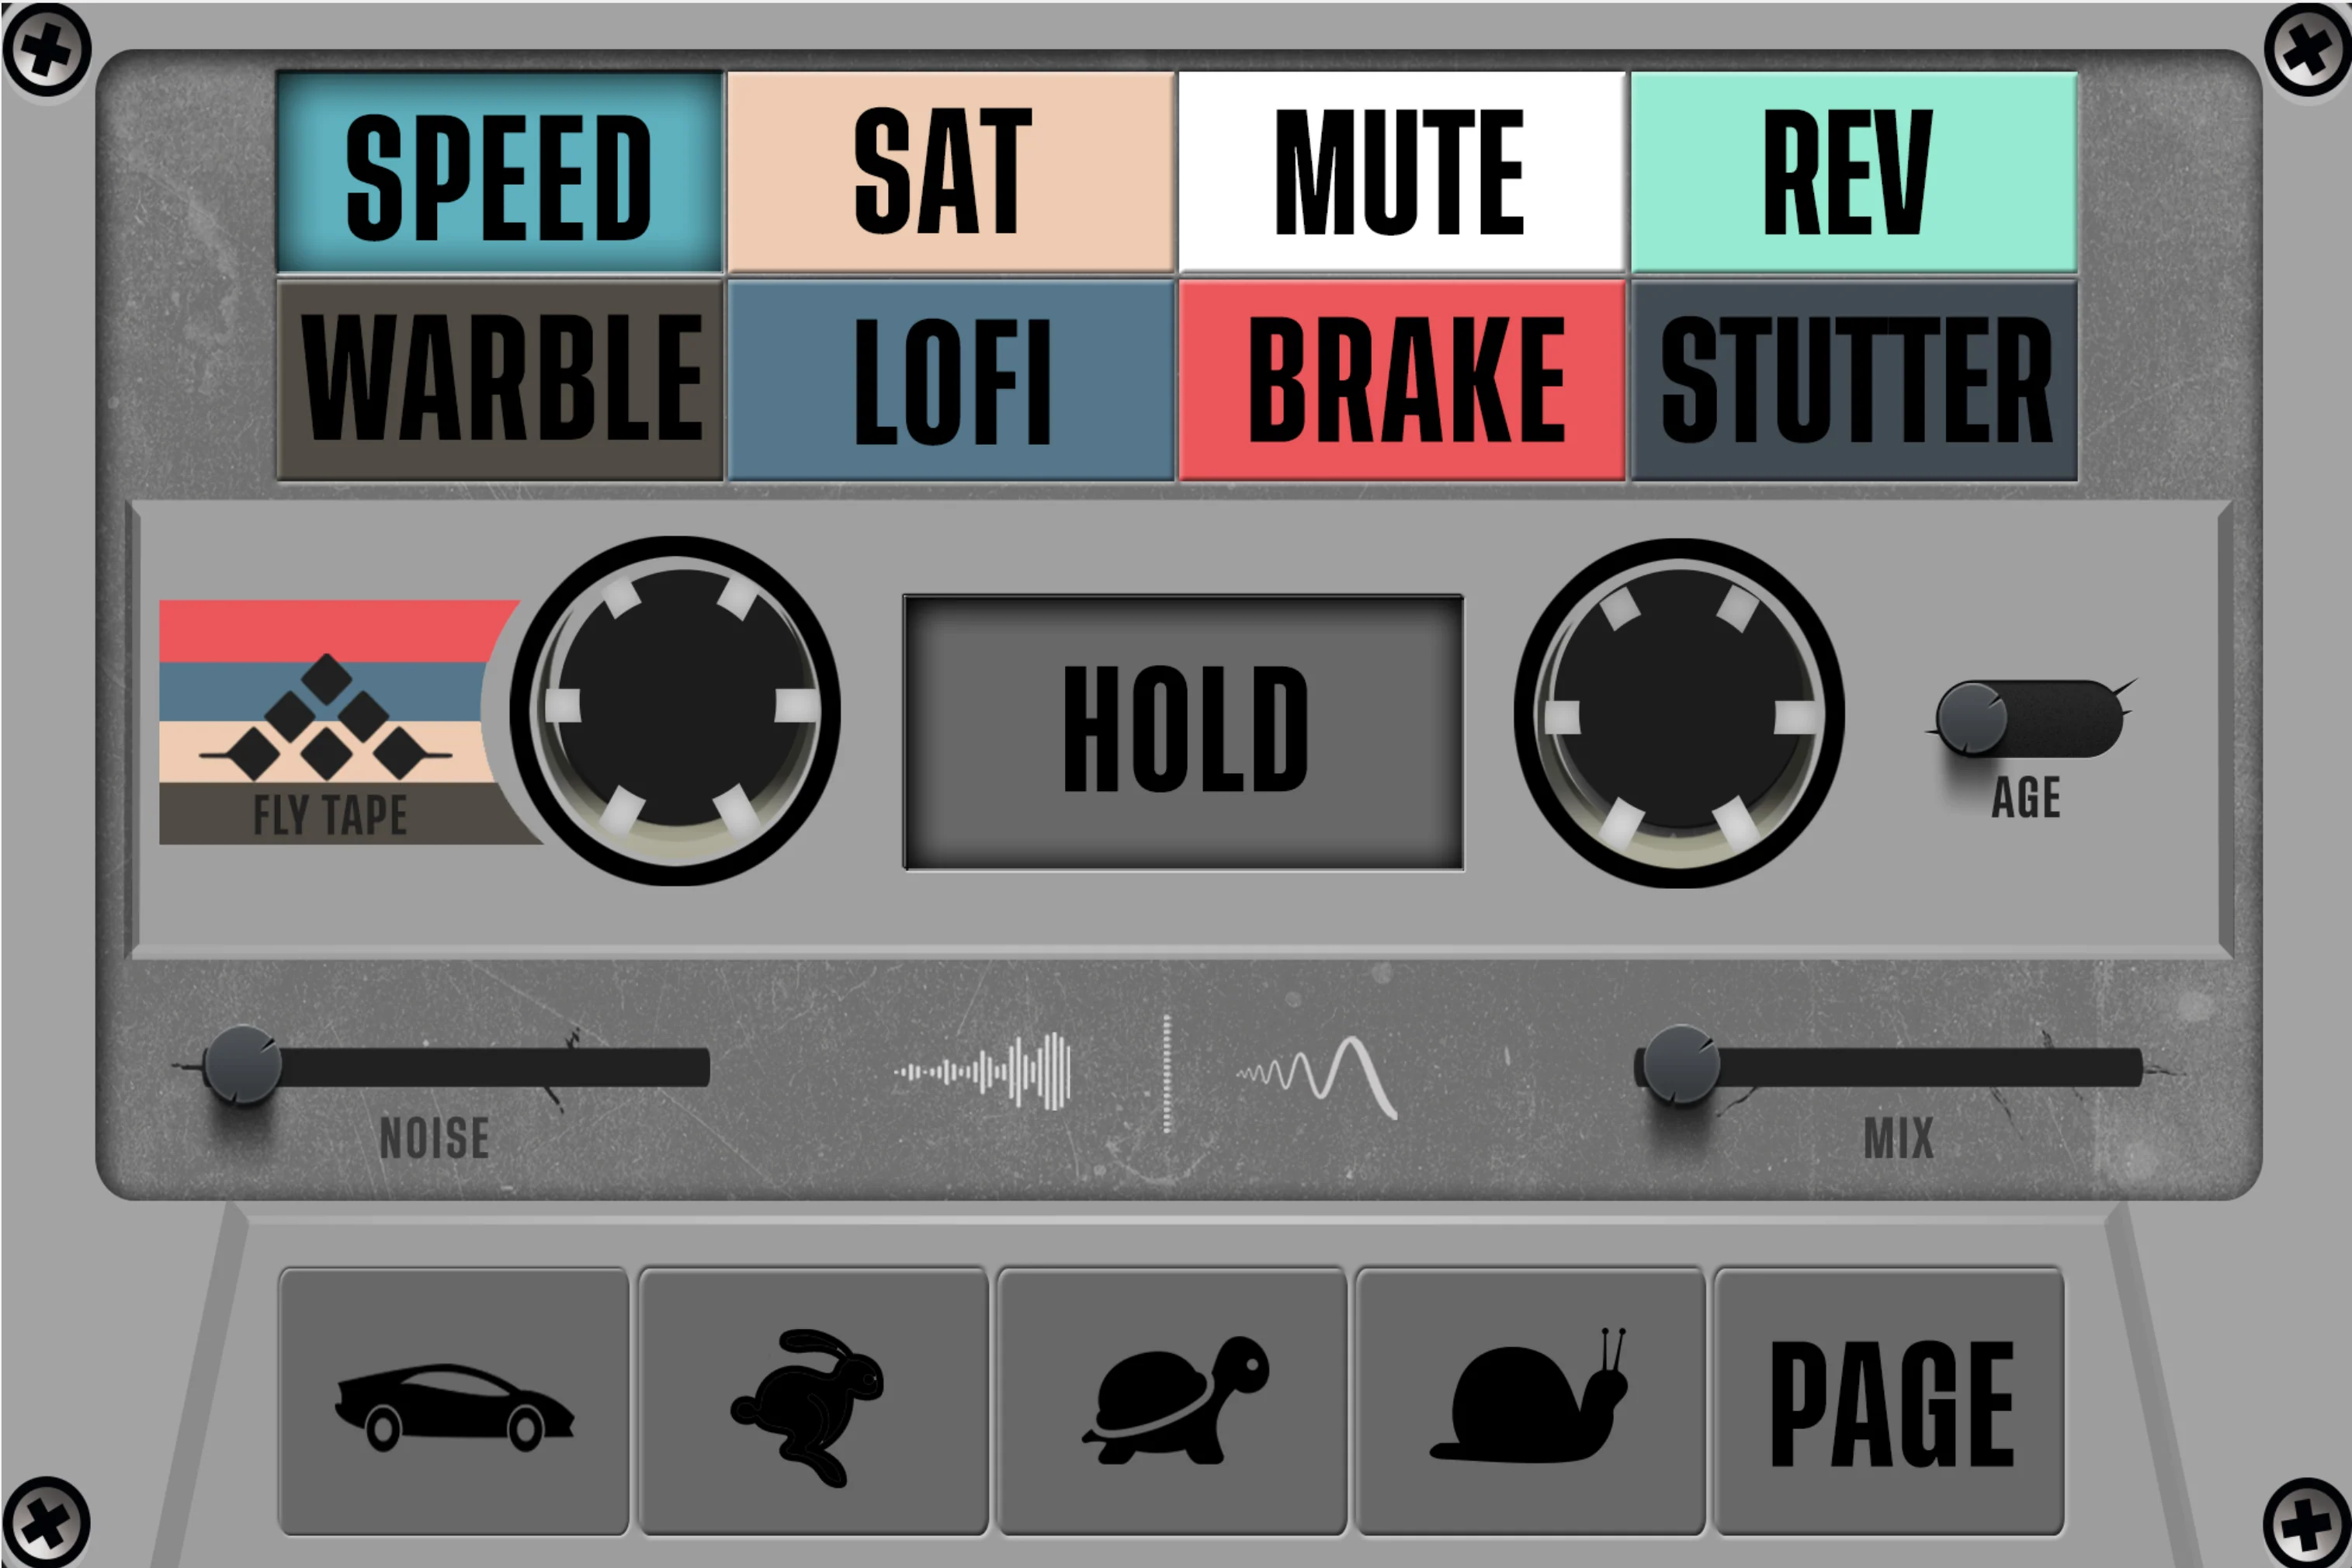 SPEED SAT MUTE REV
WARBLE LOFI BRAKE STUTTER
HOLD
FLY TAPE
AGE
NOISE
MIX
PAGE